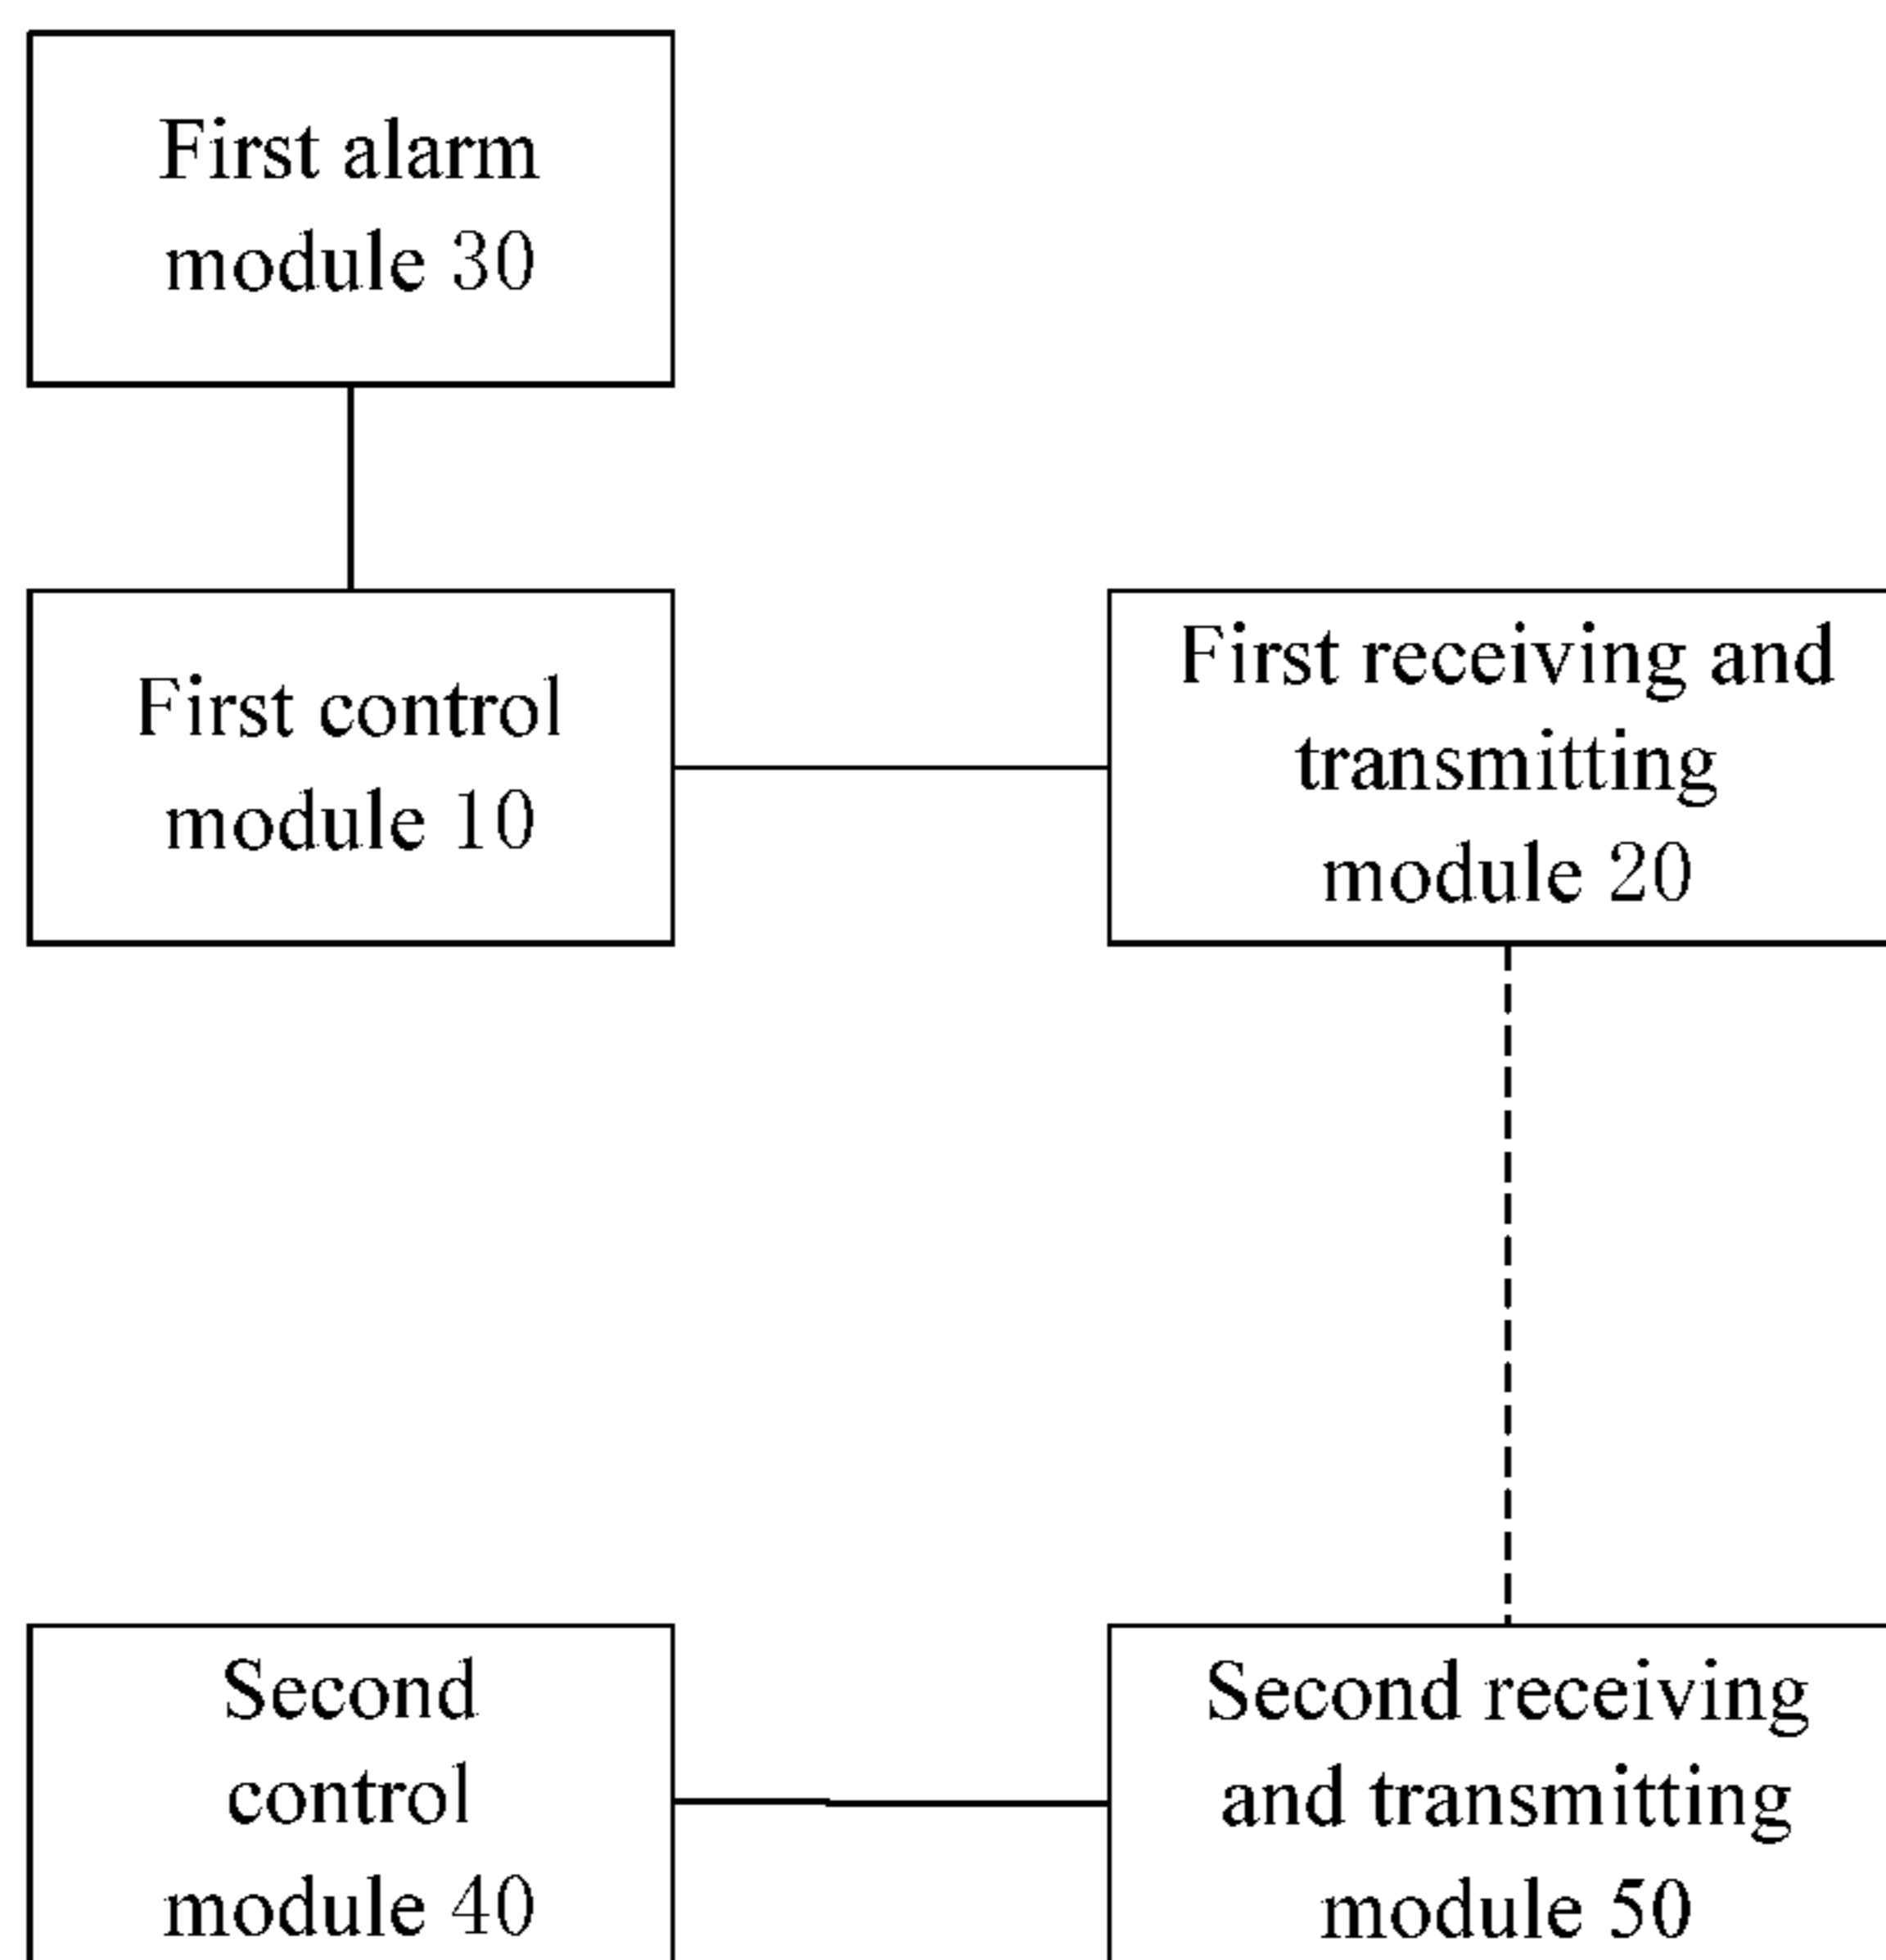 First alarm
module 30
First control
module 10
First receiving and
transmitting
module 20
Second
control
module 40
Second receiving
and transmitting
module 50